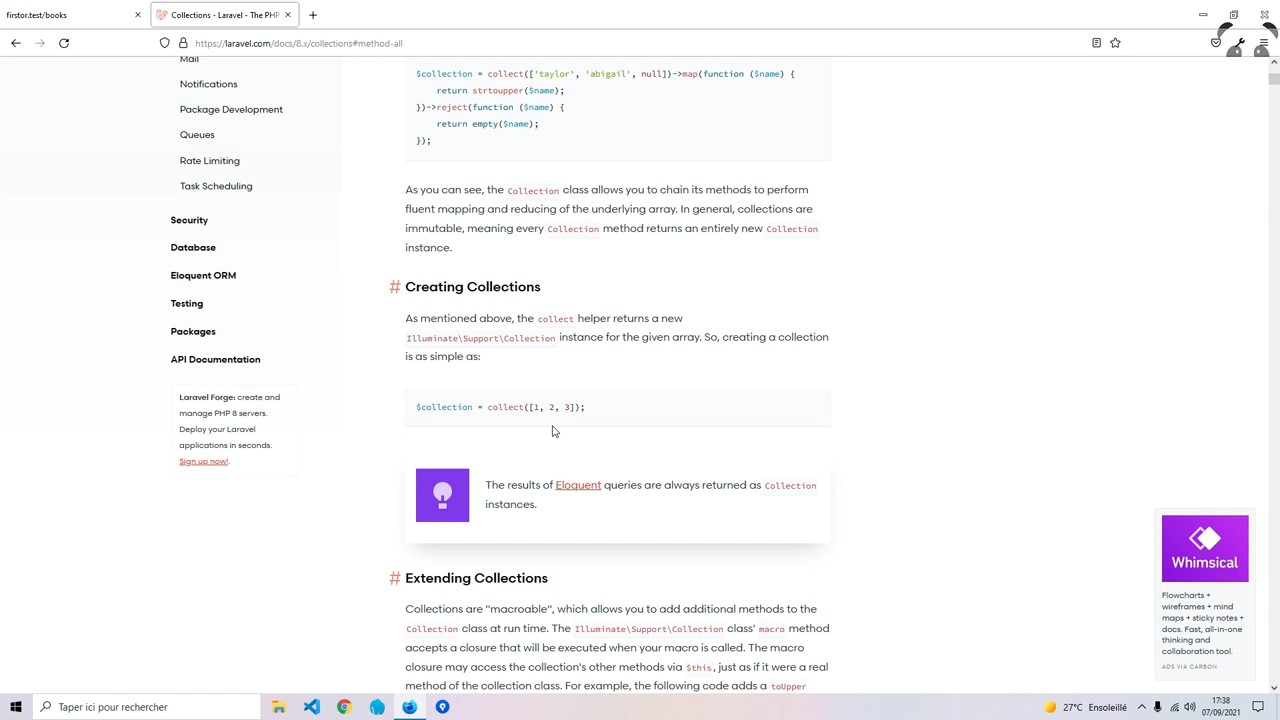 firstor.test/books
Collections - Laravel - The PHP
https://laravel.com/docs/8.x/collections#method-all
Mail
Notifications
Package Development
Queues
Rate Limiting
Task Scheduling
Security
Database
Eloquent ORM
Testing
Packages
API Documentation
Laravel Forge: create and
manage PHP 8 servers.
Deploy your Laravel
applications in seconds.
Sign up now!.
$collection = collect(['taylor', 'abigail', null])->map(function ($name) {
return strtoupper($name);
})->reject(function ($name) {
return empty($name);
});
As you can see, the Collection class allows you to chain its methods to perform
fluent mapping and reducing of the underlying array. In general, collections are
immutable, meaning every Collection method returns an entirely new Collection
instance.
# Creating Collections
As mentioned above, the collect helper returns a new
Illuminate\Support\Collection instance for the given array. So, creating a collection
is as simple as:
$collection = collect([1, 2, 3]);
The results of Eloquent queries are always returned as Collection
instances.
# Extending Collections
Collections are "macroable", which allows you to add additional methods to the
Collection class at run time. The Illuminate\Support\Collection class' macro method
accepts a closure that will be executed when your macro is called. The macro
closure may access the collection's other methods via $this, just as if it were a real
method of the collection class. For example, the following code adds a toUpper
Whimsical
Flowcharts +
wireframes + mind
maps + sticky notes +
docs. Fast, all-in-one
thinking and
collaboration tool.
ADS VIA CARBON
Taper ici pour rechercher
27°C Ensoleillé
17:38
07/09/2021